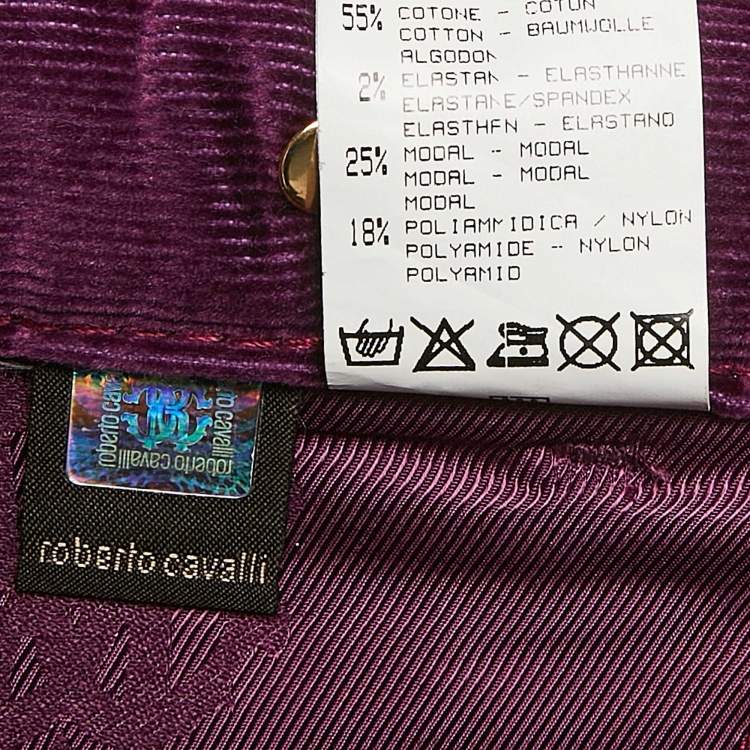 55% COTONE - COTON
COTTON - BAUMWOLLE
ALGODON
2% ELASTAN - ELASTHANNE
ELASTANE/SPANDEX
ELASTHAN - ELASTANO
25% MODAL - MODAL
MODAL - MODAL
MODAL
18% POLIAMMIDICA / NYLON
POLYAMIDE - NYLON
POLYAMID
roberto cavalli
roberto cavalli
roberto cavalli